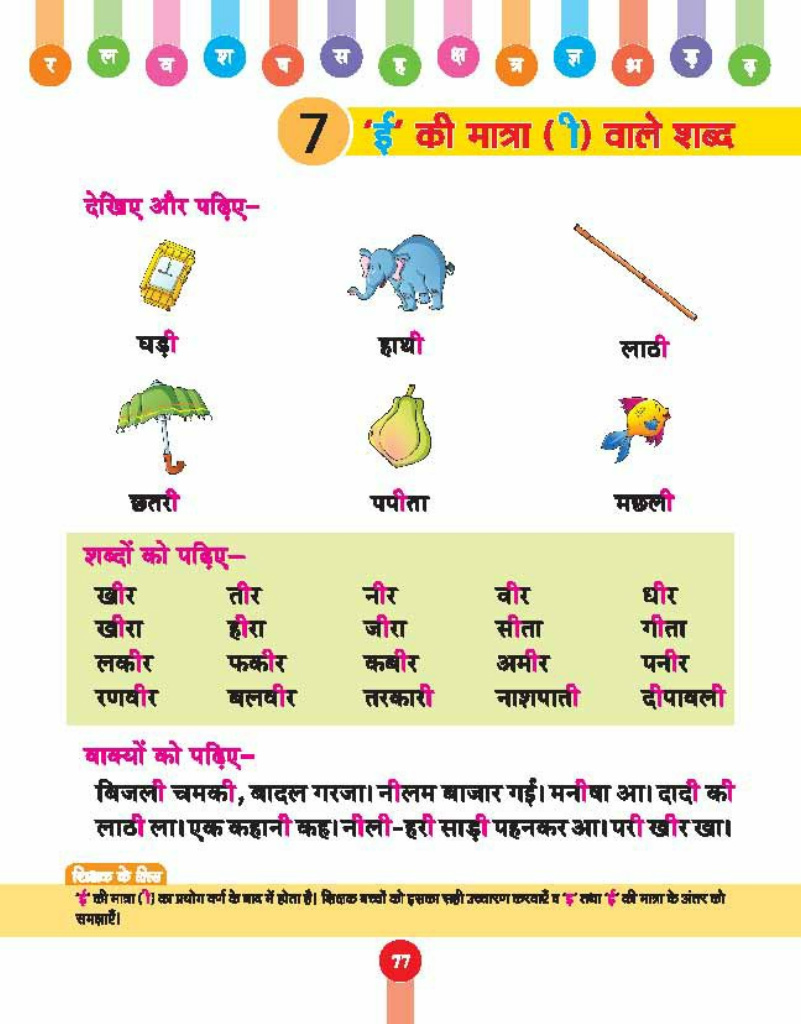 र ल व श ष स ह क्ष त्र ज्ञ श्र ड़ ढ़
7 'ई' की मात्रा (ी) वाले शब्द
देखिए और पढ़िए–
घड़ी हाथी लाठी
छतरी पपीता मछली
शब्दों को पढ़िए–
खीर तीर नीर वीर धीर
खीरा हीरा जीरा सीता गीता
लकीर फकीर कबीर अमीर पनीर
रणवीर बलवीर तरकारी नाशपाती दीपावली
वाक्यों को पढ़िए–
बिजली चमकी, बादल गरजा। नीलम बाजार गई। मनीषा आ। दादी की
लाठी ला। एक कहानी कह। नीली-हरी साड़ी पहनकर आ। परी खीर खा।
शिक्षक के लिए
'ई' की मात्रा (ी) का प्रयोग वर्ण के बाद में होता है। शिक्षक बच्चों को इसका सही उच्चारण करवाएँ व 'इ' तथा 'ई' की मात्रा के अंतर को
समझाएँ।
77